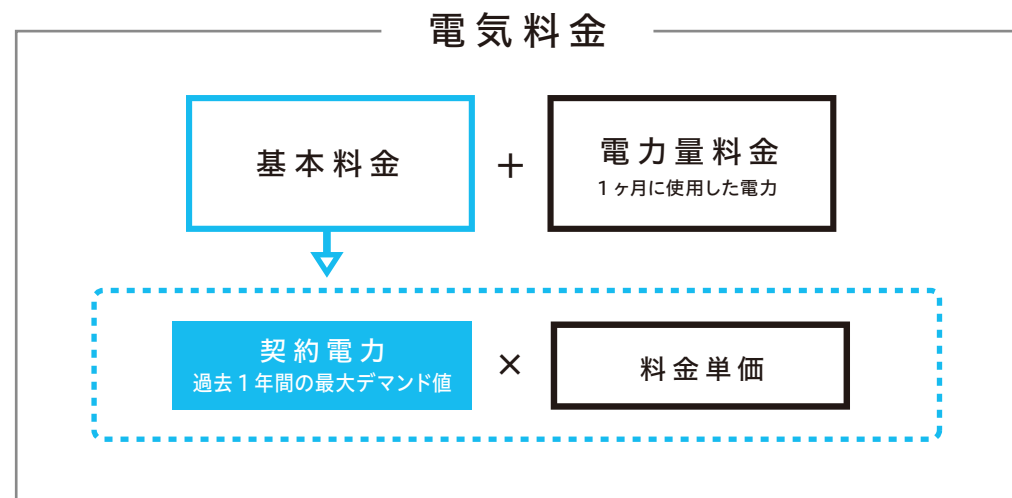 電気料金
基本料金
+
電力量料金
1ヶ月に使用した電力
契約電力
過去1年間の最大デマンド値
×
料金単価